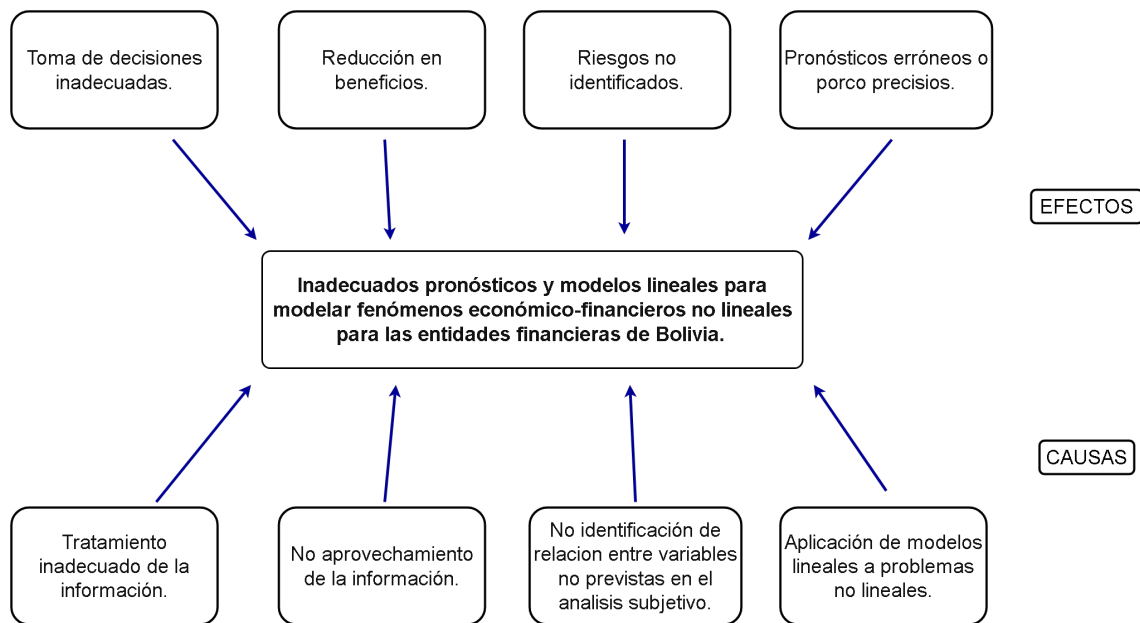 Toma de decisiones
inadecuadas.
Reducción en
beneficios.
Riesgos no
identificados.
Pronósticos erróneos o
porco precisios.
EFECTOS
Inadecuados pronósticos y modelos lineales para
modelar fenómenos económico-financieros no lineales
para las entidades financieras de Bolivia.
CAUSAS
Tratamiento
inadecuado de la
información.
No aprovechamiento
de la información.
No identificación de
relacion entre variables
no previstas en el
analisis subjetivo.
Aplicación de modelos
lineales a problemas
no lineales.